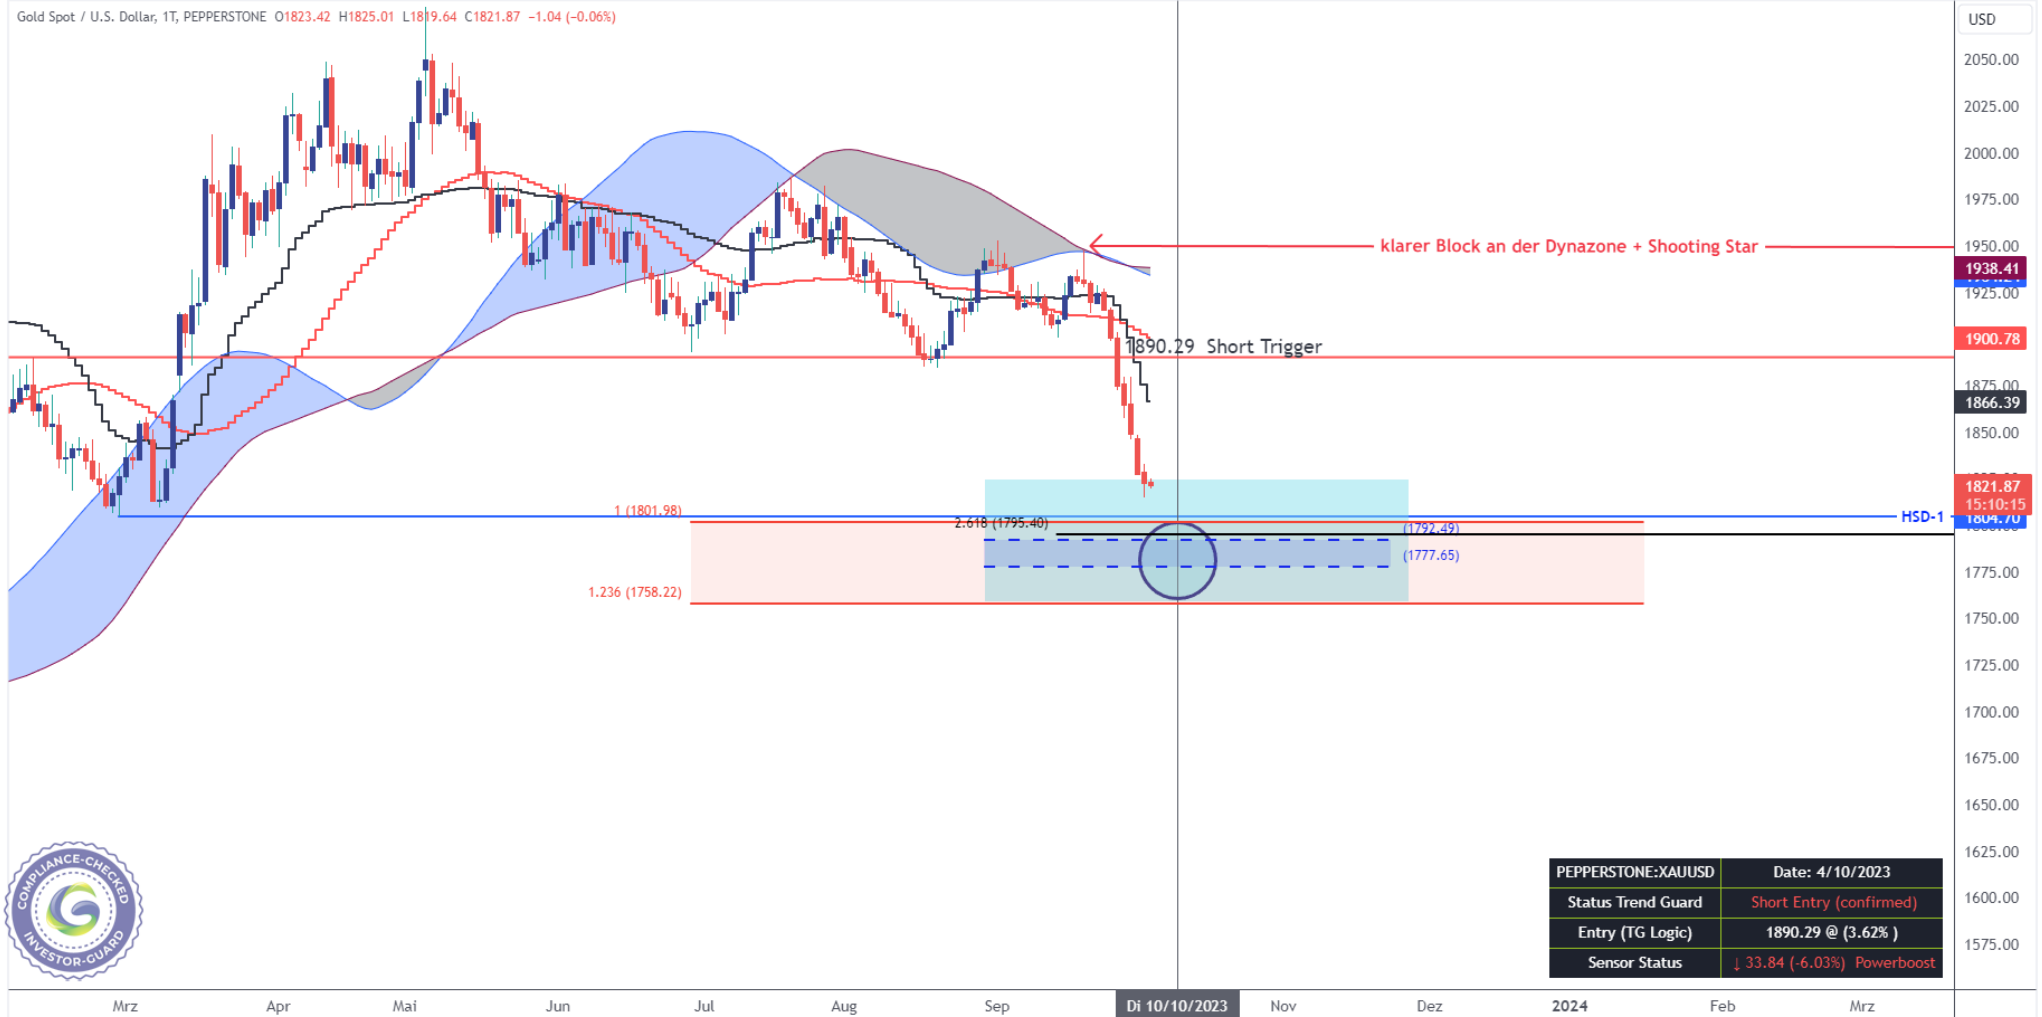 Gold Spot / U.S. Dollar, 1T, PEPPERSTONE O1823.42 H1825.01 L1819.64 C1821.87 −1.04 (−0.06%)
USD
2050.00
2025.00
2000.00
1975.00
1950.00
klarer Block an der Dynazone + Shooting Star
1938.41
1925.00
1900.78
1890.29 Short Trigger
1875.00
1866.39
1850.00
1821.87
15:10:15
1804.70
HSD-1
1 (1801.98)
2.618 (1795.40)
(1792.49)
(1777.65)
1.236 (1758.22)
1775.00
1750.00
1725.00
1700.00
1675.00
1650.00
1625.00
1600.00
1575.00
COMPLIANCE-CHECKED
INVESTOR-GUARD
PEPPERSTONE:XAUUSD Date: 4/10/2023
Status Trend Guard Short Entry (confirmed)
Entry (TG Logic) 1890.29 @ (3.62% )
Sensor Status ↓ 33.84 (-6.03%) Powerboost
Mrz Apr Mai Jun Jul Aug Sep Di 10/10/2023 Nov Dez 2024 Feb Mrz